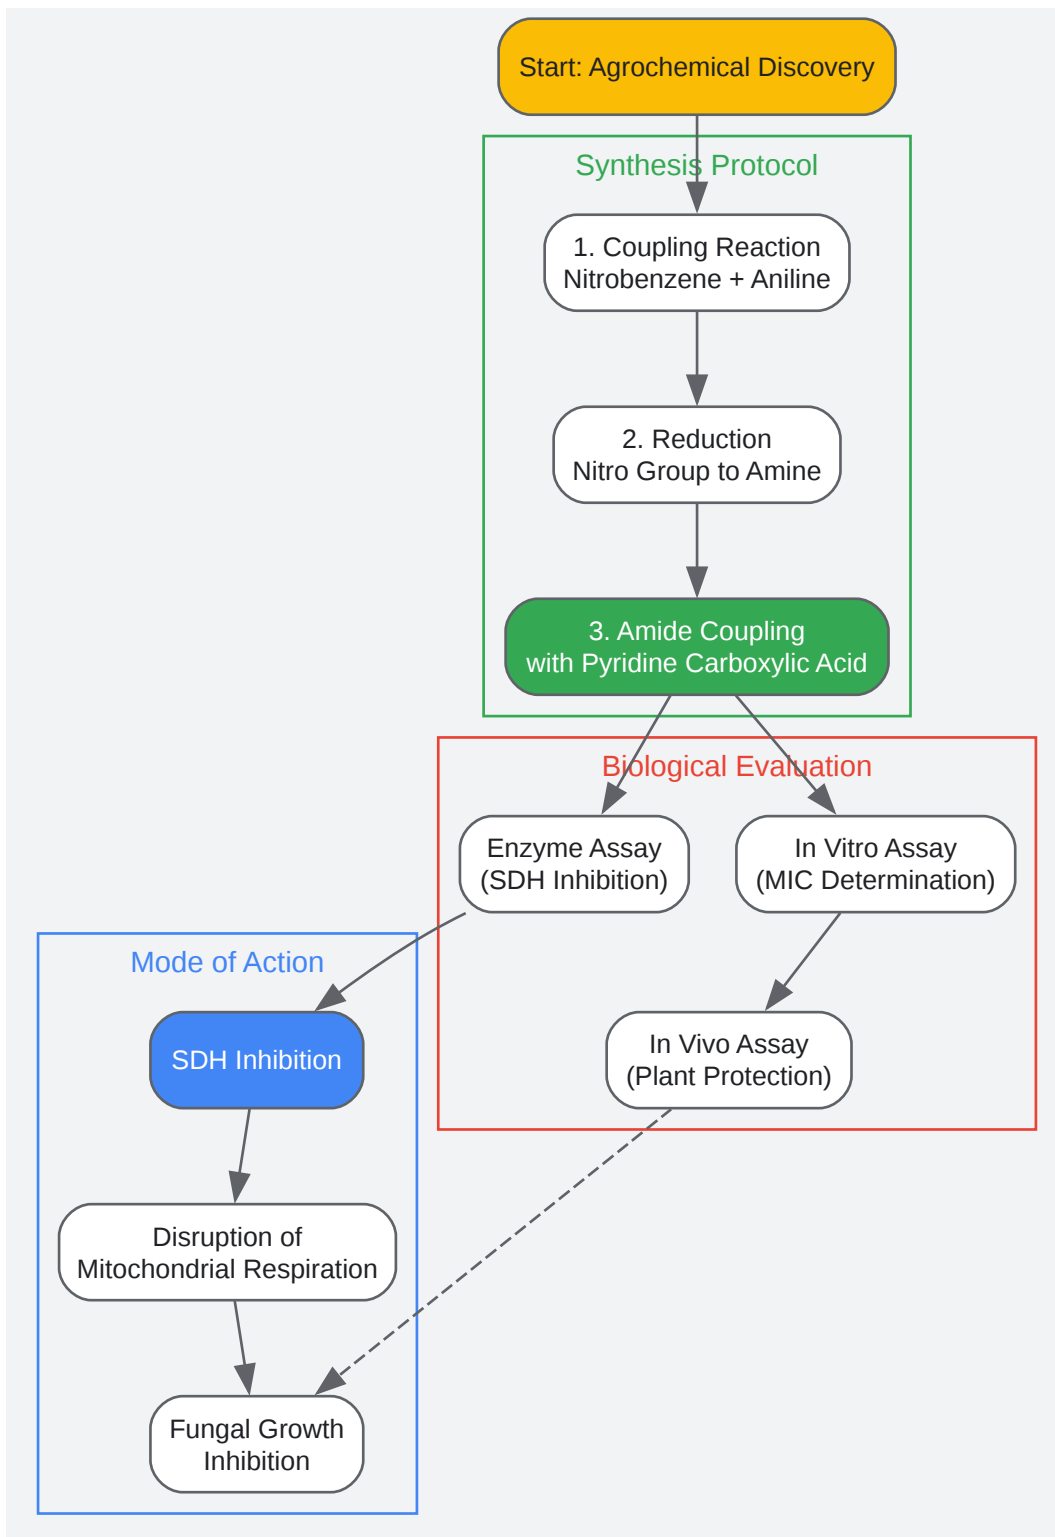 Start: Agrochemical Discovery
Synthesis Protocol
1. Coupling Reaction
Nitrobenzene + Aniline
2. Reduction
Nitro Group to Amine
3. Amide Coupling
with Pyridine Carboxylic Acid
Biological Evaluation
Enzyme Assay
(SDH Inhibition)
In Vitro Assay
(MIC Determination)
In Vivo Assay
(Plant Protection)
Mode of Action
SDH Inhibition
Disruption of
Mitochondrial Respiration
Fungal Growth
Inhibition